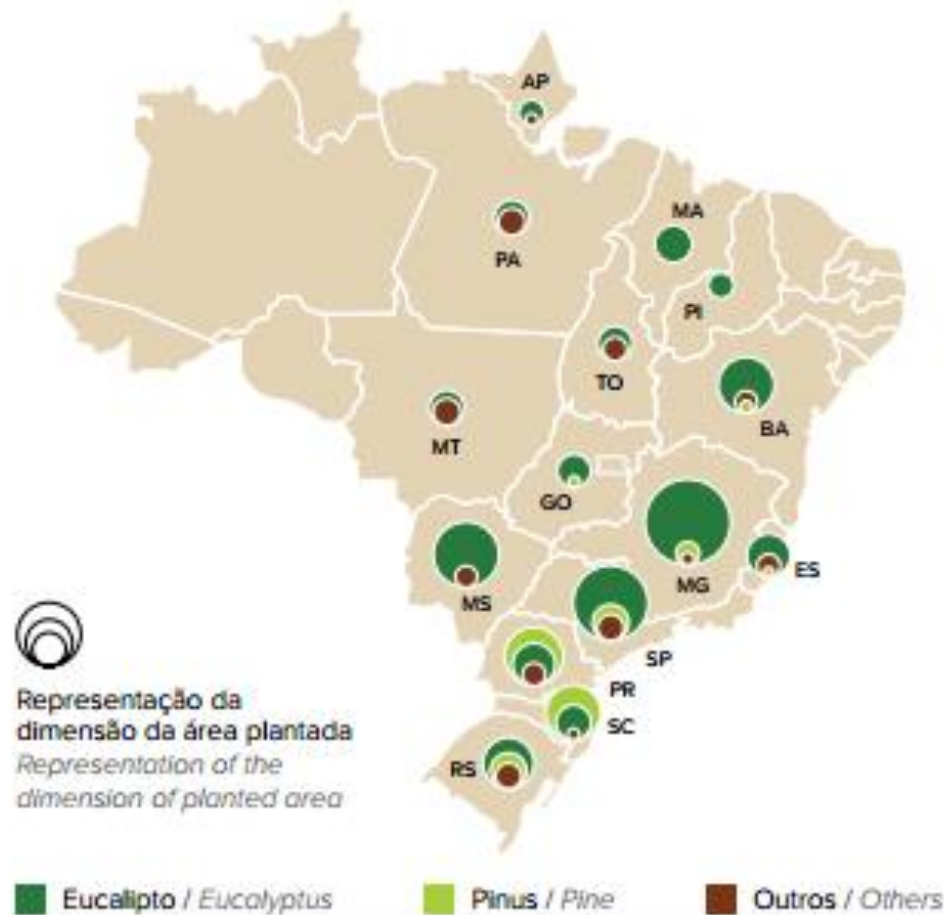 AP
MA
PA
PI
TO
BA
MT
GO
MG
ES
MS
SP
PR
SC
RS
Representação da
dimensão da área plantada
Representation of the
dimension of planted area
Eucalipto / Eucalyptus
Pinus / Pine
Outros / Others